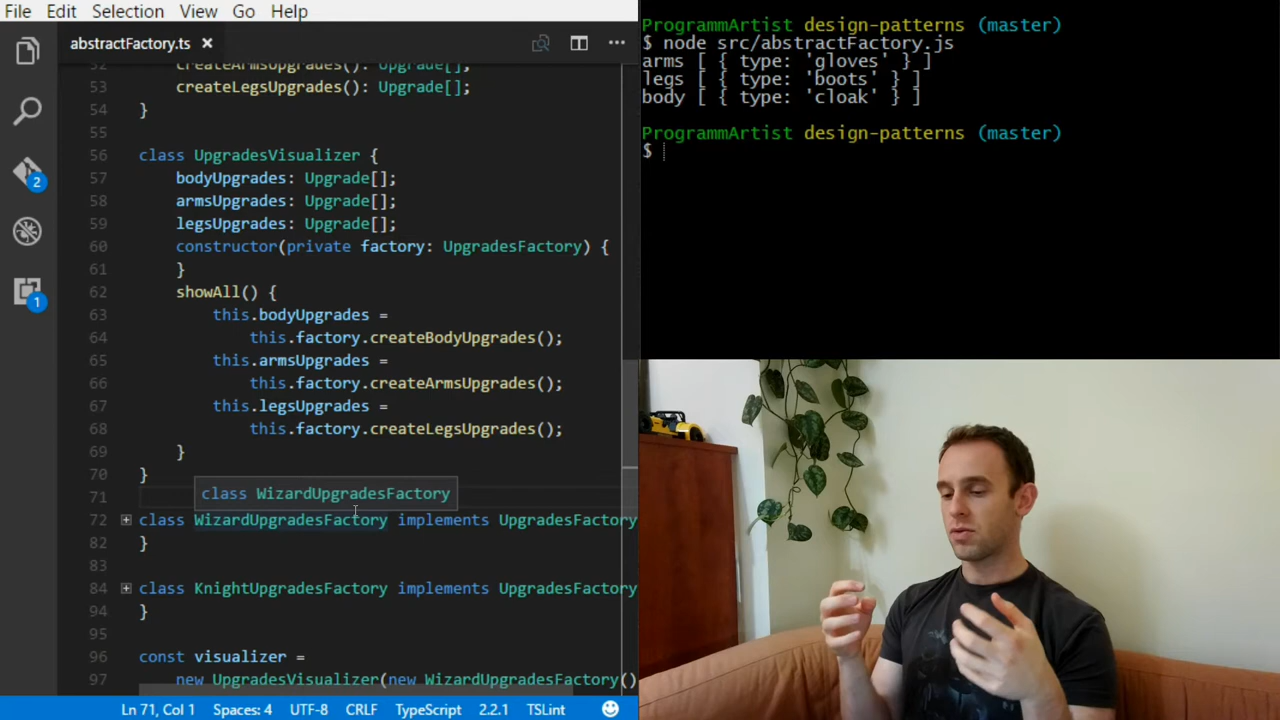 File Edit Selection View Go Help
abstractFactory.ts × ...
52 createArmsUpgrades(): Upgrade[];
53 createLegsUpgrades(): Upgrade[];
54 }
55
56 class UpgradesVisualizer {
57 bodyUpgrades: Upgrade[];
58 armsUpgrades: Upgrade[];
59 legsUpgrades: Upgrade[];
60 constructor(private factory: UpgradesFactory) {
61 }
62 showAll() {
63 this.bodyUpgrades =
64 this.factory.createBodyUpgrades();
65 this.armsUpgrades =
66 this.factory.createArmsUpgrades();
67 this.legsUpgrades =
68 this.factory.createLegsUpgrades();
69 }
70 }
71 class WizardUpgradesFactory
72 class WizardUpgradesFactory implements UpgradesFactory
82 }
83
84 class KnightUpgradesFactory implements UpgradesFactory
94 }
95
96 const visualizer =
97 new UpgradesVisualizer(new WizardUpgradesFactory()
2
1
Ln 71, Col 1 Spaces: 4 UTF-8 CRLF TypeScript 2.2.1 TSLint
ProgrammArtist design-patterns (master)
$ node src/abstractFactory.js
arms [ { type: 'gloves' } ]
legs [ { type: 'boots' } ]
body [ { type: 'cloak' } ]
ProgrammArtist design-patterns (master)
$